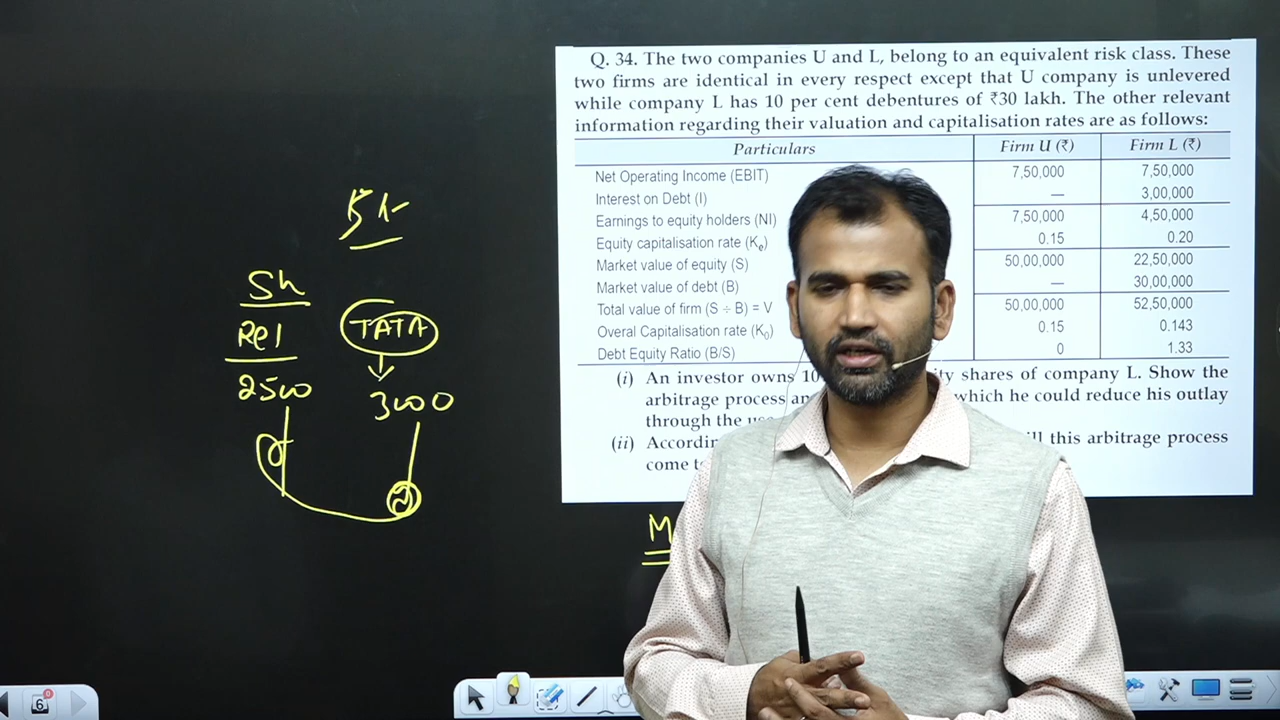 Q. 34. The two companies U and L, belong to an equivalent risk class. These
two firms are identical in every respect except that U company is unlevered
while company L has 10 per cent debentures of ₹30 lakh. The other relevant
information regarding their valuation and capitalisation rates are as follows:
Particulars Firm U (₹) Firm L (₹)
Net Operating Income (EBIT) 7,50,000 7,50,000
Interest on Debt (I) — 3,00,000
Earnings to equity holders (NI) 7,50,000 4,50,000
Equity capitalisation rate (Ke) 0.15 0.20
Market value of equity (S) 50,00,000 22,50,000
Market value of debt (B) — 30,00,000
Total value of firm (S ÷ B) = V 50,00,000 52,50,000
Overal Capitalisation rate (K0) 0.15 0.143
Debt Equity Ratio (B/S) 0 1.33
(i) An investor owns 10 shares of company L. Show the
arbitrage process which he could reduce his outlay
through the
(ii) this arbitrage process
come
Sh
Rel TATA
2500 3000
6
0